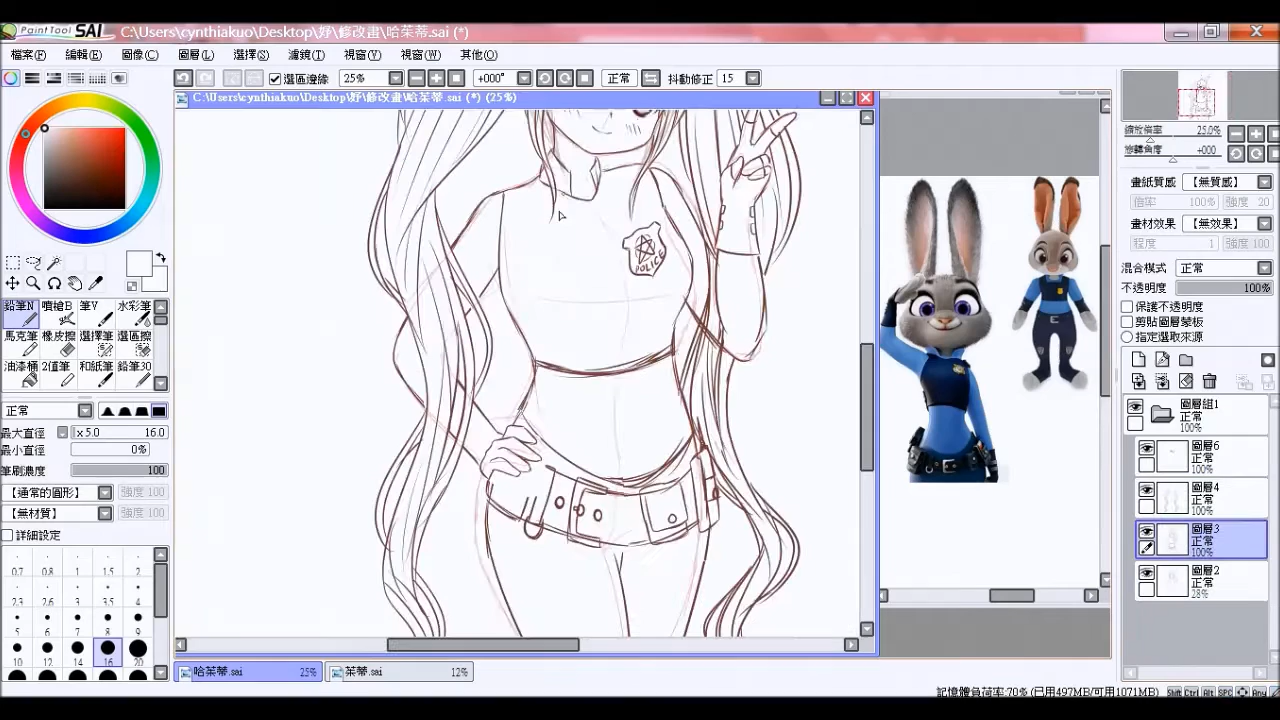 PaintTool SAI C:\Users\cynthiakuo\Desktop\妤\修改畫\哈茱蒂.sai (*)
檔案(F) 編輯(E) 圖像(C) 圖層(L) 選擇(S) 濾鏡(T) 視窗(V) 視窗(W) 其他(O)
選區邊緣 25% +000° 正常 抖動修正 15
C:\Users\cynthiakuo\Desktop\妤\修改畫\哈茱蒂.sai (*) (25%)
縮放倍率 25.0%
旋轉角度 +000
畫紙質感 【無質感】
倍率 100% 強度 100
畫材效果 【無效果】
程度 1 強度 100
混合模式 正常
不透明度 100%
保護不透明度
剪貼圖層蒙板
指定選取來源
鉛筆N 噴槍B 筆V 水彩筆
馬克筆 橡皮擦 選擇筆 選區擦
油漆桶 2值筆 和紙筆 鉛筆30
正常
最大直徑 x 5.0 16.0
最小直徑 0%
筆刷濃度 100
【通常的圓形】 強度 100
【無材質】 強度 100
詳細設定
0.7 0.8 1 1.5 2
2.3 2.6 3 3.5 4
5 6 7 8 9
10 12 14 16 20
POLICE
圖層組1
正常
100%
圖層6
正常
100%
圖層4
正常
100%
圖層3
正常
100%
圖層2
正常
28%
哈茱蒂.sai 25% 茱蒂.sai 12%
記憶體負荷率:70% (已用497MB/可用1071MB) Shift Ctrl Alt SPC Any